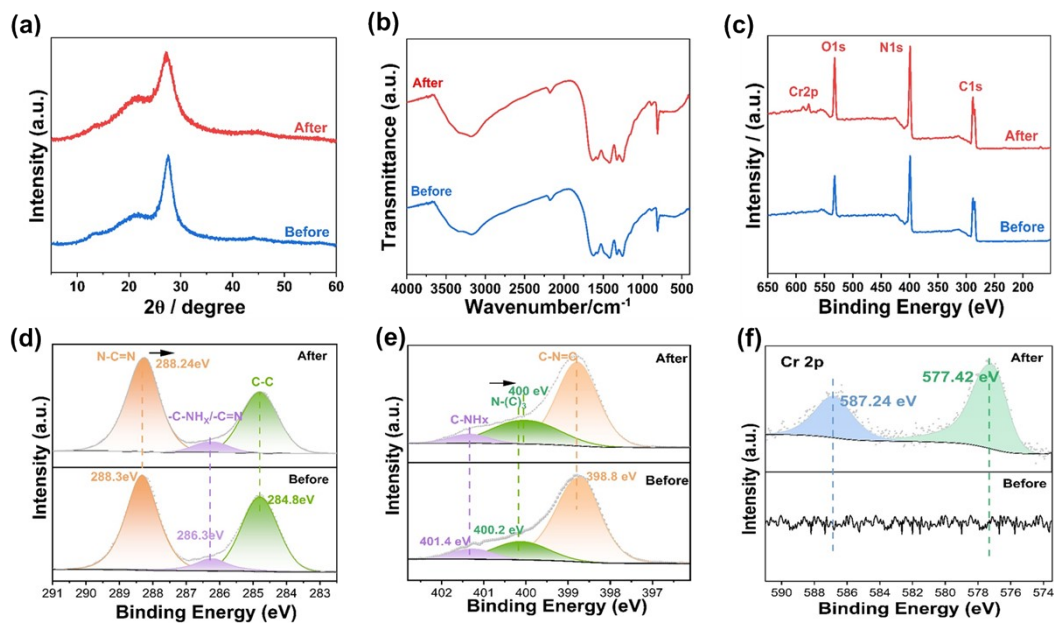 (a)
Intensity (a.u.)
After
Before
5
10
15
20
25
30
35
40
45
50
55
60
2θ / degree
(b)
Transmittance (a.u.)
After
Before
4000 3500 3000 2500 2000 1500 1000 500
Wavenumber/cm⁻¹
(c)
Intensity / (a.u.)
O1s
N1s
Cr2p
C1s
After
Before
650 600 550 500 450 400 350 300 250 200
Binding Energy (eV)
(d)
Intensity (a.u.)
N-C=N
After
288.24eV
C-C
-C-NHX/-C=N
Before
288.3eV
284.8eV
286.3eV
291 290 289 288 287 286 285 284 283
Binding Energy (eV)
(e)
Intensity (a.u.)
C-N=C
After
400 eV
N-(C)3
C-NHx
Before
398.8 eV
400.2 eV
401.4 eV
402 401 400 399 398 397
Binding Energy (eV)
(f)
Intensity (a.u.)
Cr 2p
After
577.42 eV
587.24 eV
Before
590 588 586 584 582 580 578 576 574
Binding Energy (eV)